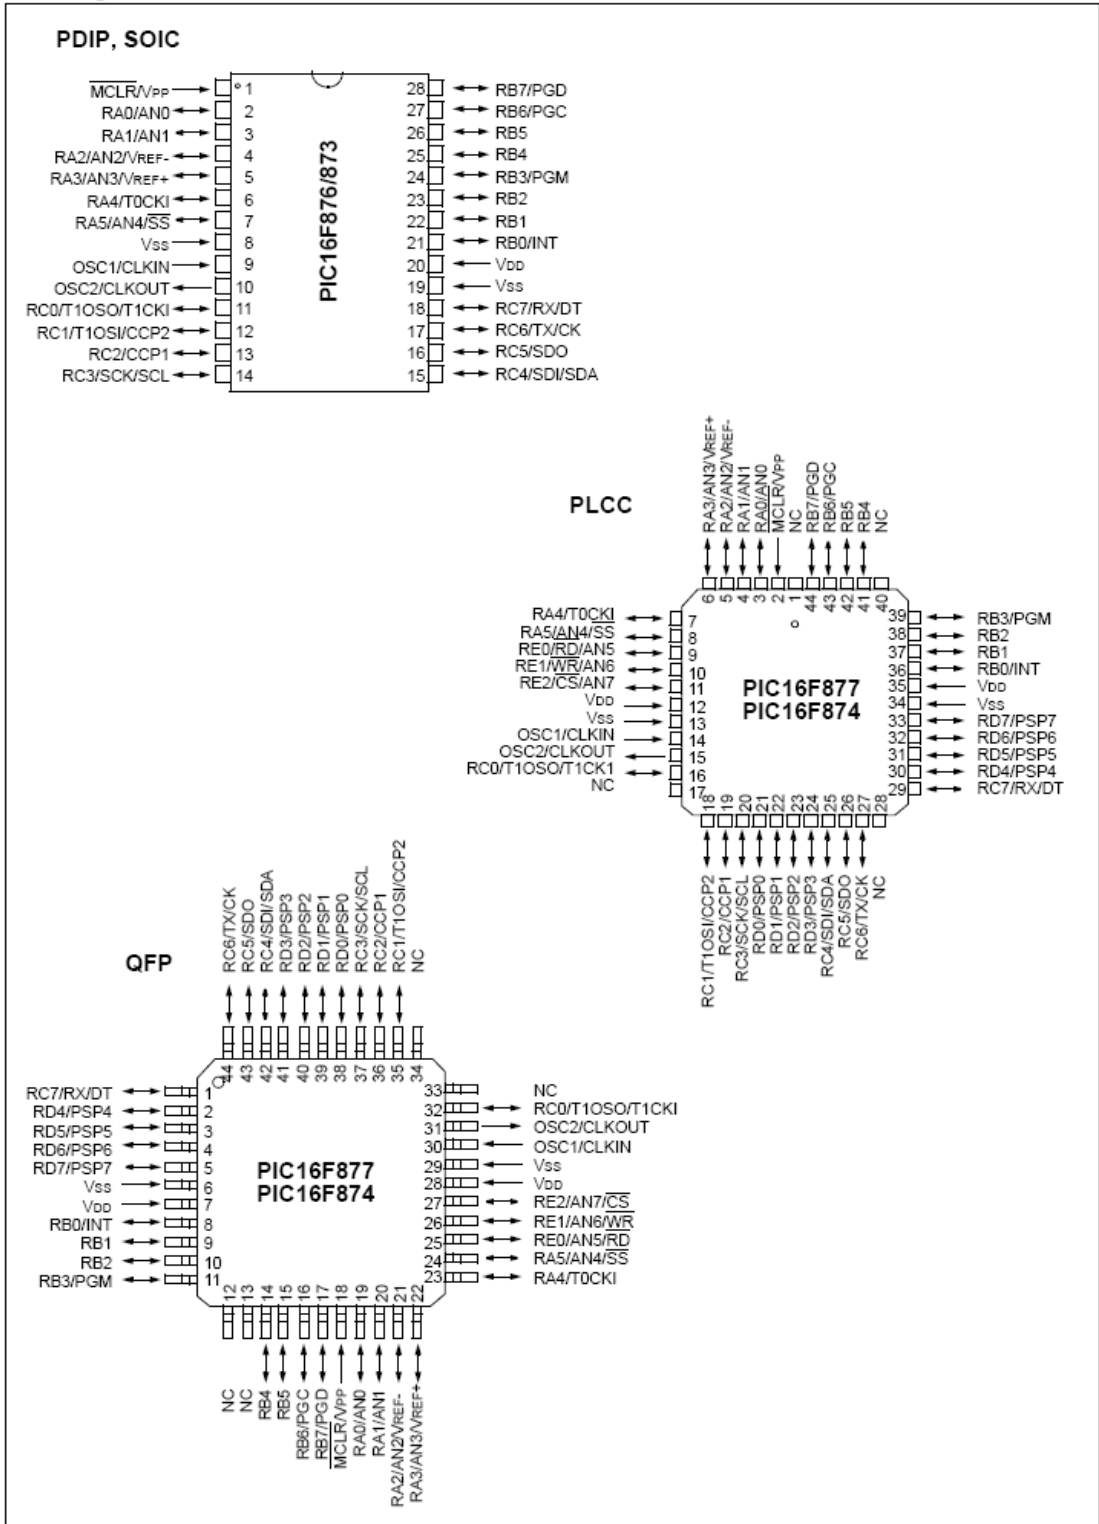 PDIP, SOIC
MCLR/VPP 1 28 RB7/PGD
RA0/AN0 2 27 RB6/PGC
RA1/AN1 3 26 RB5
RA2/AN2/VREF- 4 25 RB4
RA3/AN3/VREF+ 5 24 RB3/PGM
RA4/T0CKI 6 23 RB2
RA5/AN4/SS 7 22 RB1
VSS 8 21 RB0/INT
OSC1/CLKIN 9 20 VDD
OSC2/CLKOUT 10 19 VSS
RC0/T1OSO/T1CKI 11 18 RC7/RX/DT
RC1/T1OSI/CCP2 12 17 RC6/TX/CK
RC2/CCP1 13 16 RC5/SDO
RC3/SCK/SCL 14 15 RC4/SDI/SDA
PIC16F876/873
PLCC
RA3/AN3/VREF+
RA2/AN2/VREF-
RA1/AN1
RA0/AN0
MCLR/VPP
NC
RB7/PGD
RB6/PGC
RB5
RB4
NC
6 5 4 3 2 1 44 43 42 41 40
RA4/T0CKI 7
RA5/AN4/SS 8
RE0/RD/AN5 9
RE1/WR/AN6 10
RE2/CS/AN7 11
VDD 12
VSS 13
OSC1/CLKIN 14
OSC2/CLKOUT 15
RC0/T1OSO/T1CK1 16
NC 17
PIC16F877
PIC16F874
39 RB3/PGM
38 RB2
37 RB1
36 RB0/INT
35 VDD
34 VSS
33 RD7/PSP7
32 RD6/PSP6
31 RD5/PSP5
30 RD4/PSP4
29 RC7/RX/DT
18 19 20 21 22 23 24 25 26 27 28
RC1/T1OSI/CCP2
RC2/CCP1
RC3/SCK/SCL
RD0/PSP0
RD1/PSP1
RD2/PSP2
RD3/PSP3
RC4/SDI/SDA
RC5/SDO
RC6/TX/CK
NC
QFP
RC6/TX/CK
RC5/SDO
RC4/SDI/SDA
RD3/PSP3
RD2/PSP2
RD1/PSP1
RD0/PSP0
RC3/SCK/SCL
RC2/CCP1
RC1/T1OSI/CCP2
NC
44 43 42 41 40 39 38 37 36 35 34
RC7/RX/DT 1
RD4/PSP4 2
RD5/PSP5 3
RD6/PSP6 4
RD7/PSP7 5
VSS 6
VDD 7
RB0/INT 8
RB1 9
RB2 10
RB3/PGM 11
PIC16F877
PIC16F874
33 NC
32 RC0/T1OSO/T1CKI
31 OSC2/CLKOUT
30 OSC1/CLKIN
29 VSS
28 VDD
27 RE2/AN7/CS
26 RE1/AN6/WR
25 RE0/AN5/RD
24 RA5/AN4/SS
23 RA4/T0CKI
12 13 14 15 16 17 18 19 20 21 22
NC
NC
RB4
RB5
RB6/PGC
RB7/PGD
MCLR/VPP
RA0/AN0
RA1/AN1
RA2/AN2/VREF-
RA3/AN3/VREF+